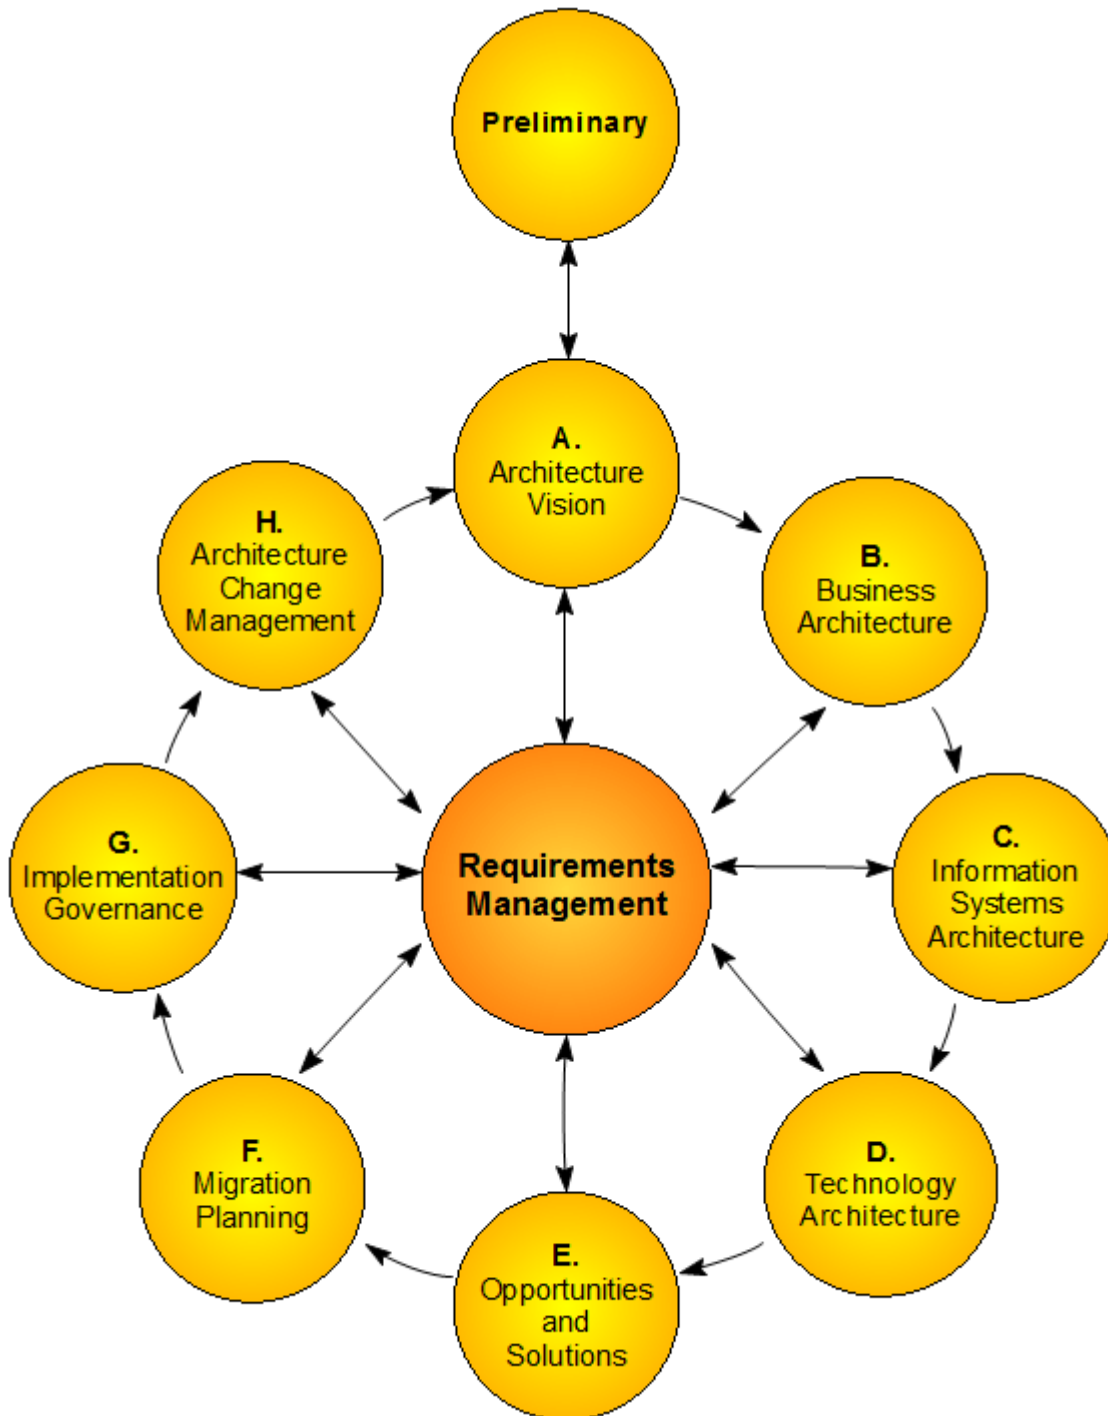 Preliminary
A.
Architecture
Vision
H.
Architecture
Change
Management
B.
Business
Architecture
G.
Implementation
Governance
Requirements
Management
C.
Information
Systems
Architecture
F.
Migration
Planning
D.
Technology
Architecture
E.
Opportunities
and
Solutions